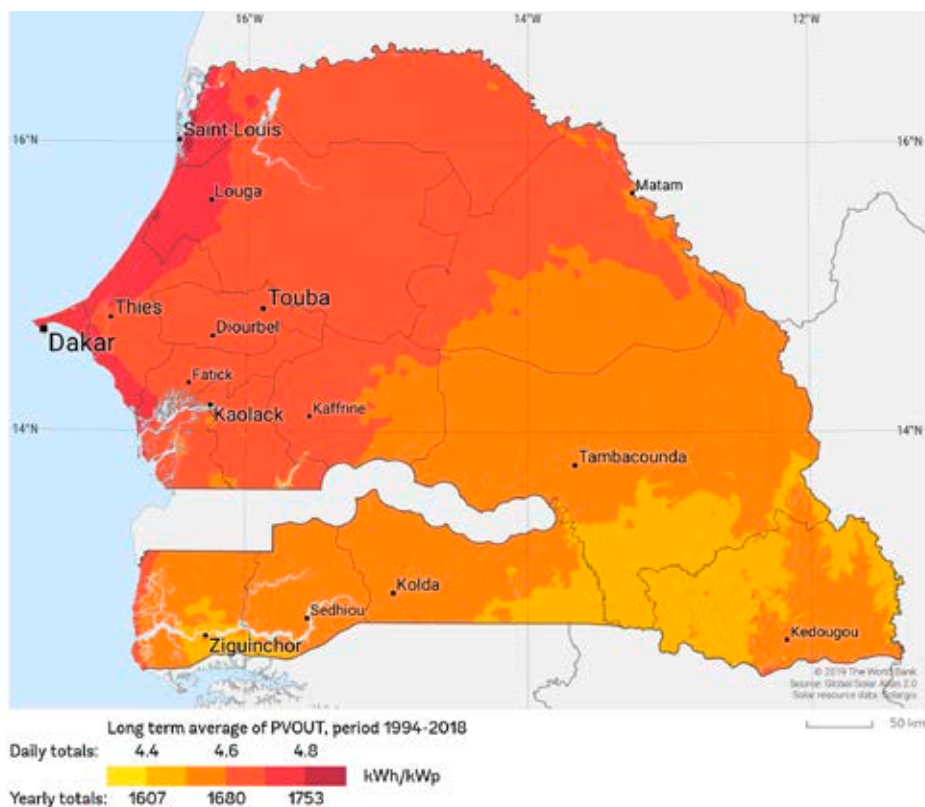 16°W 14°W 12°W
Saint-Louis
16°N 16°N
Matam
Louga
Touba
Thies
Diourbel
Dakar
Fatick
Kaolack
Kaffrine
14°N 14°N
Tambacounda
Kolda
Sedhiou
Ziguinchor
Kedougou
© 2019 The World Bank
Source: Global Solar Atlas 2.0
Solar resource data: Solargis
Long term average of PVOUT, period 1994-2018
50 km
Daily totals: 4.4 4.6 4.8
kWh/kWp
Yearly totals: 1607 1680 1753